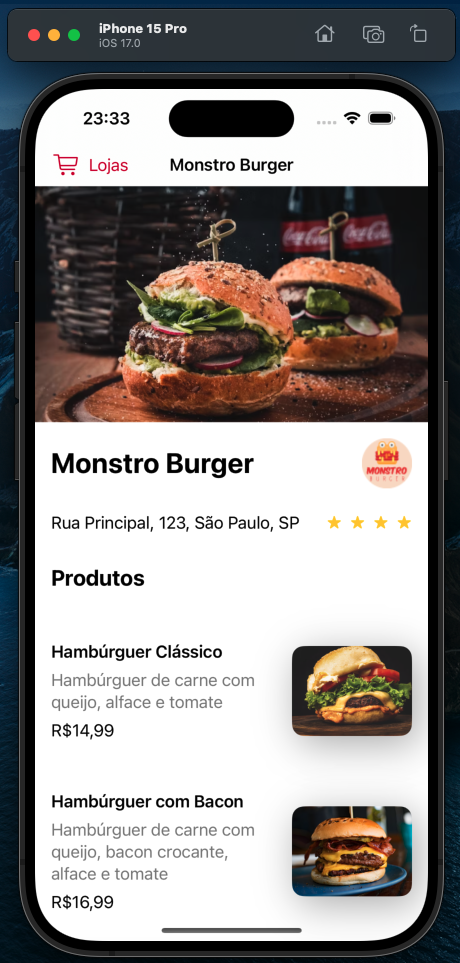 iPhone 15 Pro
iOS 17.0
23:33
Lojas
Monstro Burger
Coca-Cola
Monstro Burger
MONSTRO
BURGER
Rua Principal, 123, São Paulo, SP
Produtos
Hambúrguer Clássico
Hambúrguer de carne com
queijo, alface e tomate
R$14,99
Hambúrguer com Bacon
Hambúrguer de carne com
queijo, bacon crocante,
alface e tomate
R$16,99